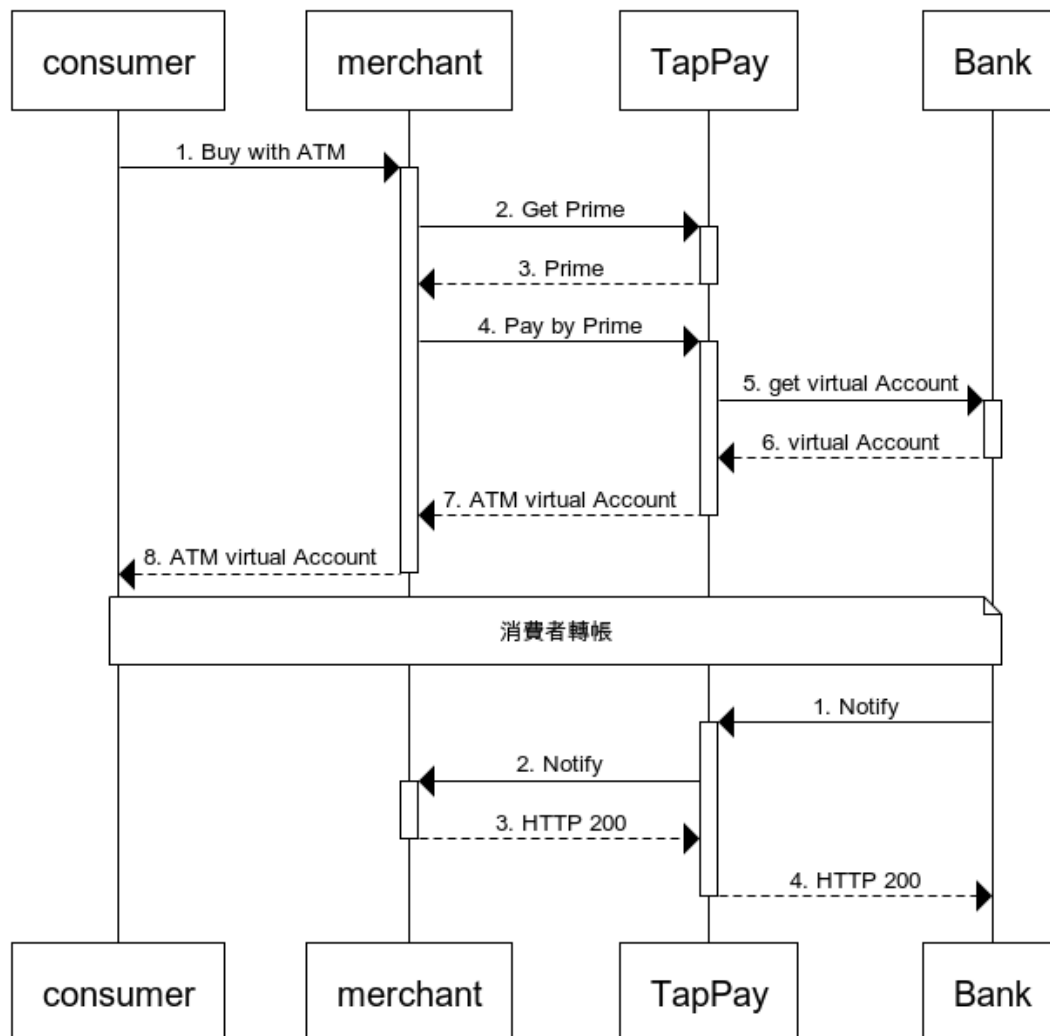 consumer
merchant
TapPay
Bank
1. Buy with ATM
2. Get Prime
3. Prime
4. Pay by Prime
5. get virtual Account
6. virtual Account
7. ATM virtual Account
8. ATM virtual Account
消費者轉帳
1. Notify
2. Notify
3. HTTP 200
4. HTTP 200
consumer
merchant
TapPay
Bank